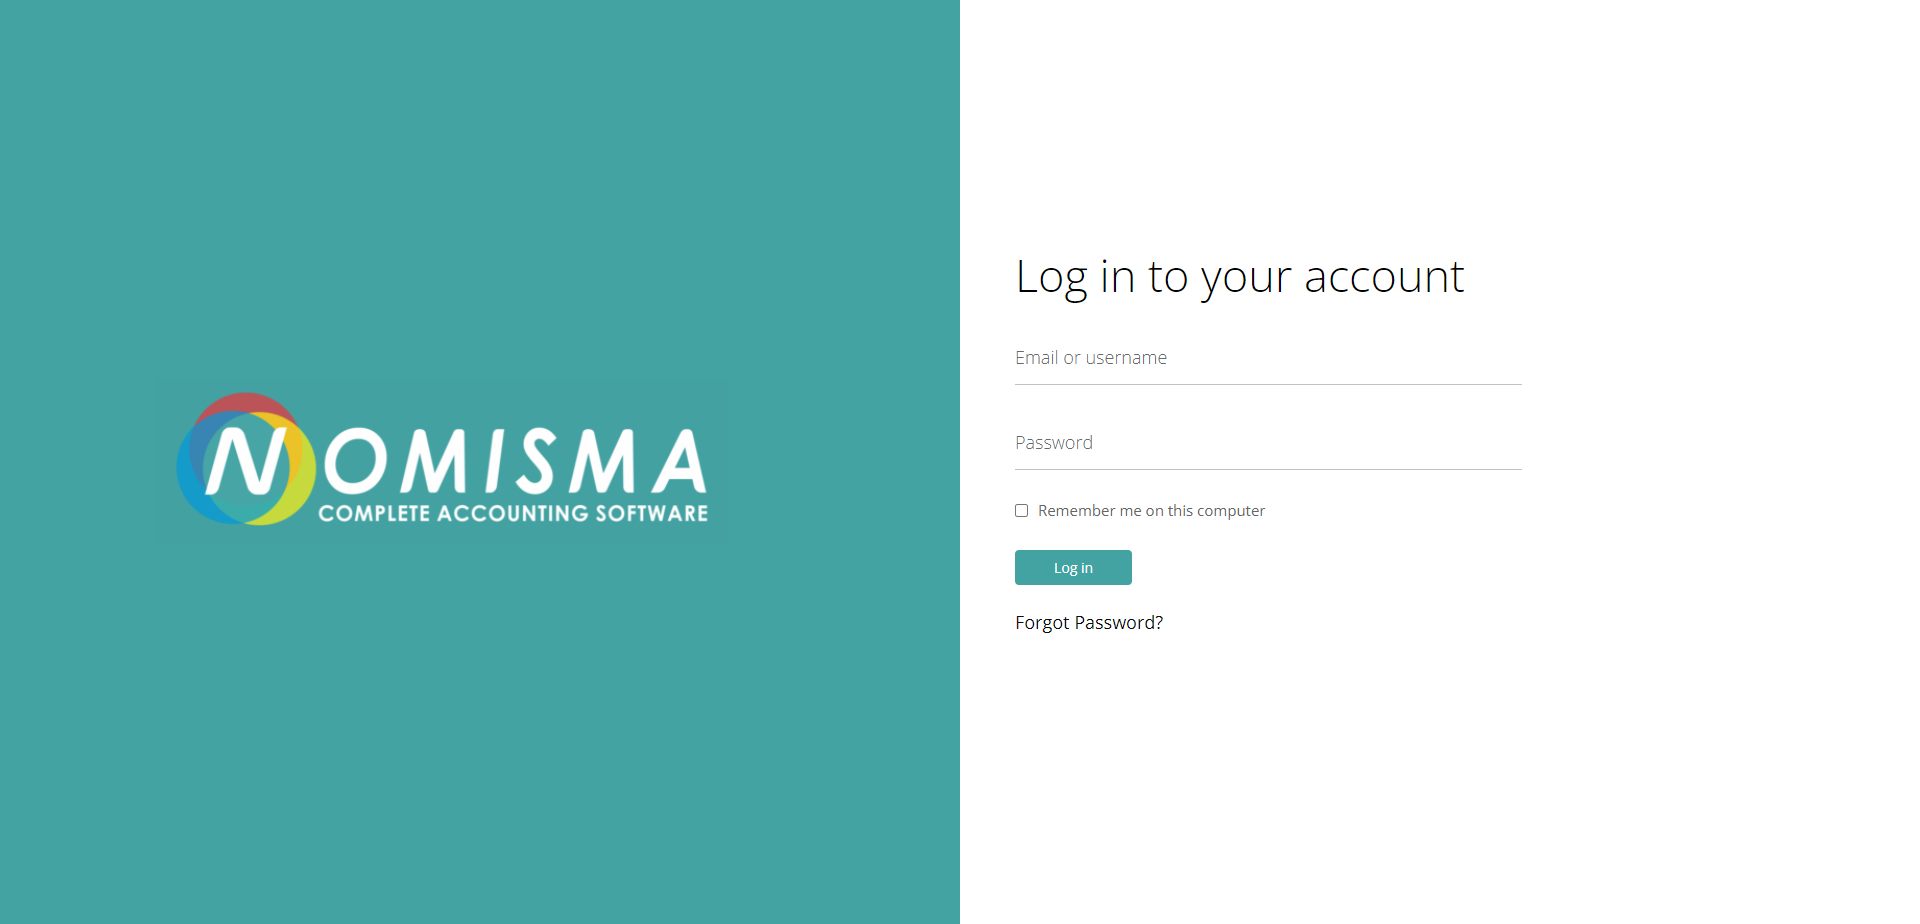 NOMISMA
COMPLETE ACCOUNTING SOFTWARE
Log in to your account
Email or username
Password
Remember me on this computer
Log in
Forgot Password?